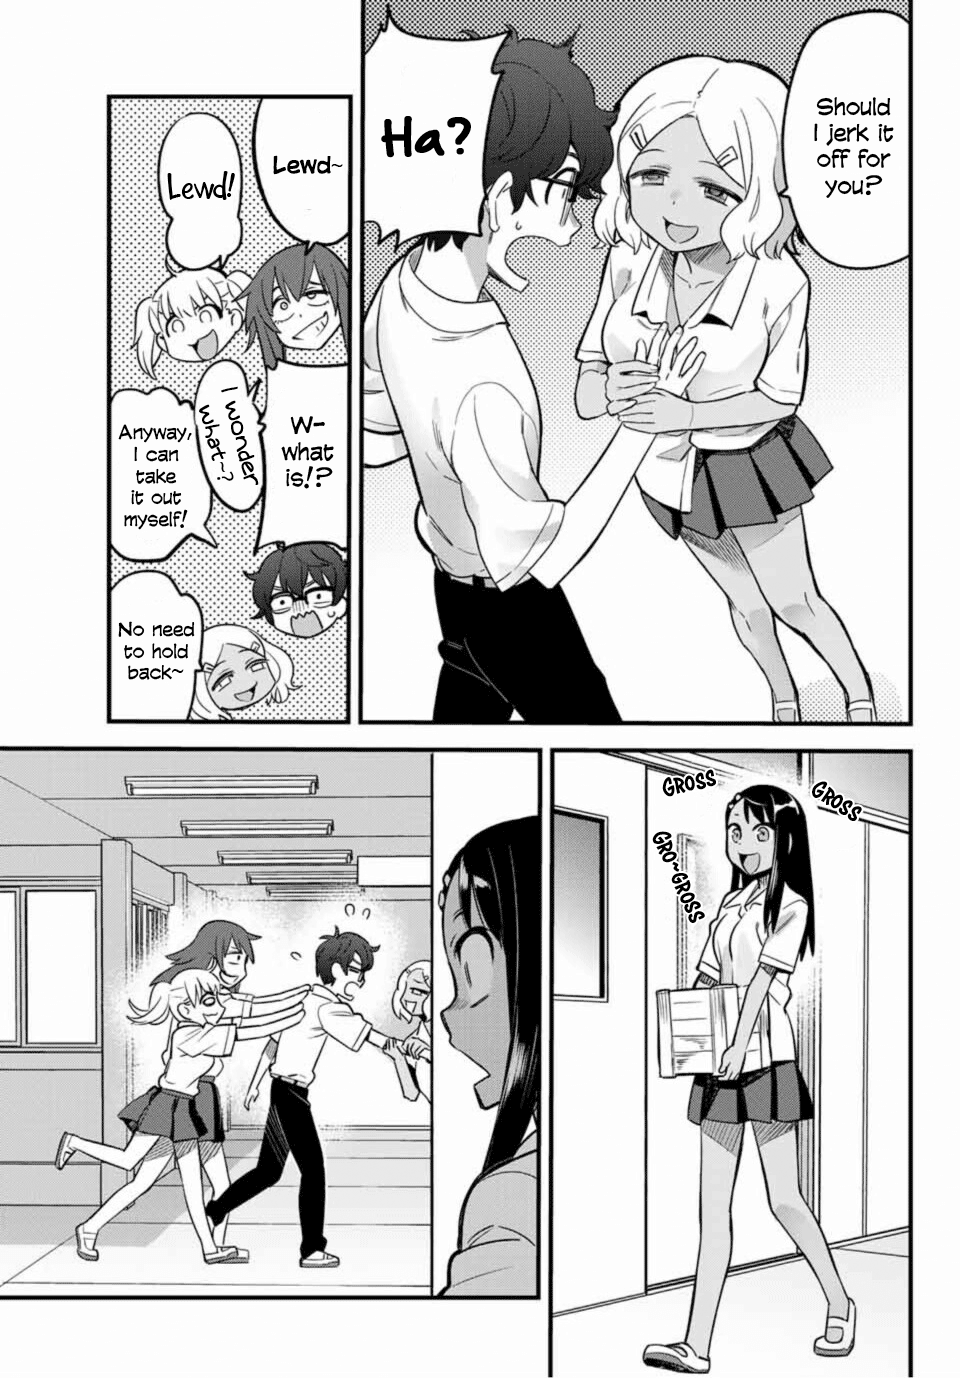 Should
I jerk it
off for
you?
Ha?
Lewd~
Lewd!
W-
what
is!?
I wonder
what~?
Anyway,
I can
take
it out
myself!
No need
to hold
back~
GROSS
GROSS
GRO~GROSS